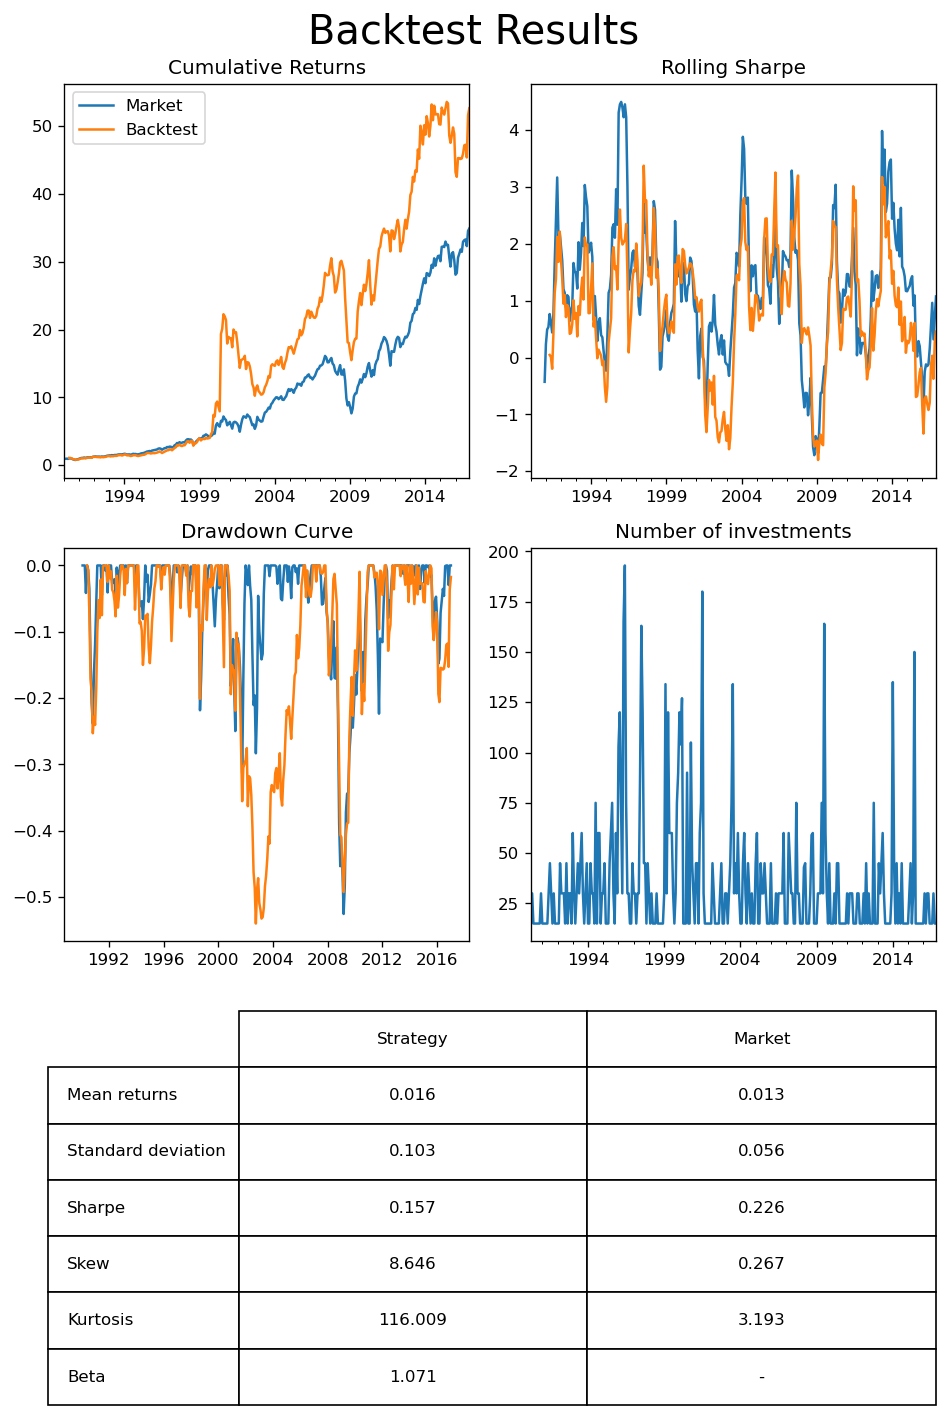 Backtest Results
Cumulative Returns
Market
Backtest
50
40
30
20
10
0
1994 1999 2004 2009 2014
Rolling Sharpe
4
3
2
1
0
−1
−2
1994 1999 2004 2009 2014
Drawdown Curve
0.0
−0.1
−0.2
−0.3
−0.4
−0.5
1992 1996 2000 2004 2008 2012 2016
Number of investments
200
175
150
125
100
75
50
25
1994 1999 2004 2009 2014
Strategy Market
Mean returns 0.016 0.013
Standard deviation 0.103 0.056
Sharpe 0.157 0.226
Skew 8.646 0.267
Kurtosis 116.009 3.193
Beta 1.071 -